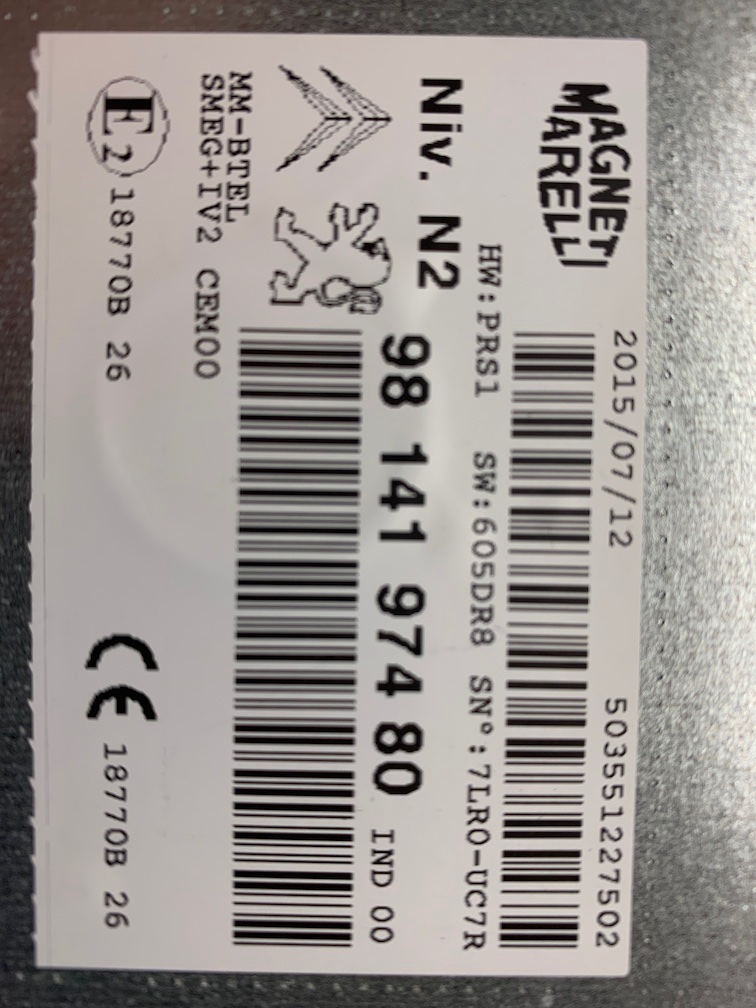 MAGNETI
MARELLI
2015/07/12
503551227502
HW:PRS1 SW:605DR8 SN°:7LR0-UC7R
Niv. N2
98 141 974 80 IND 00
MM-BTEL
SMEG+IV2 CEM00
E2 18770B 26
CE 18770B 26